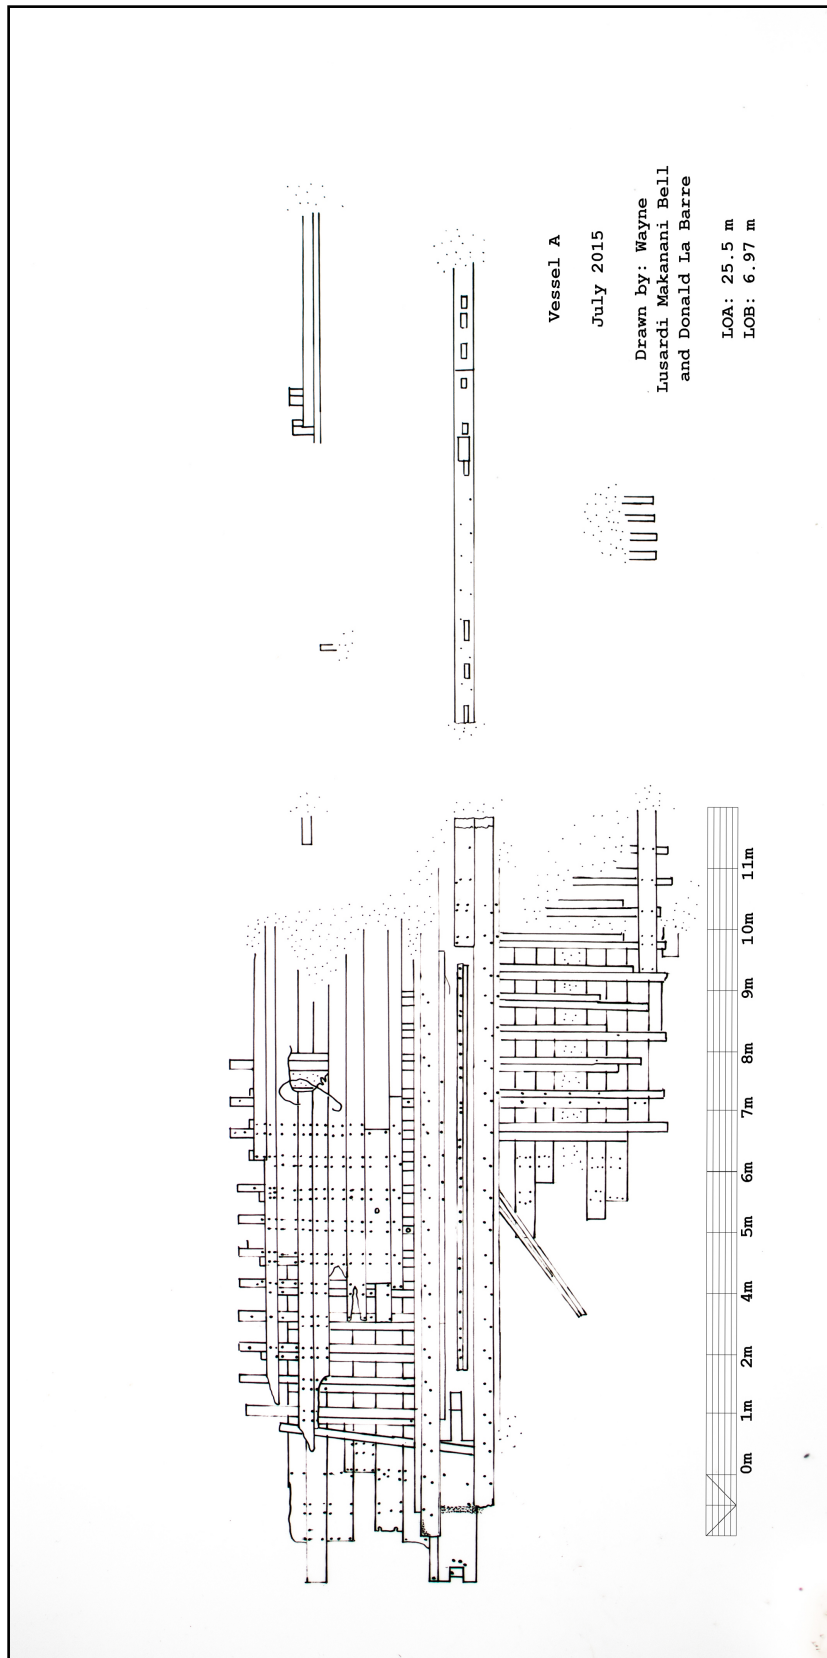 Vessel A
July 2015
Drawn by: Wayne
Lusardi Makanani Bell
and Donald La Barre
LOA: 25.5 m
LOB: 6.97 m
0m 1m 2m 4m 5m 6m 7m 8m 9m 10m 11m